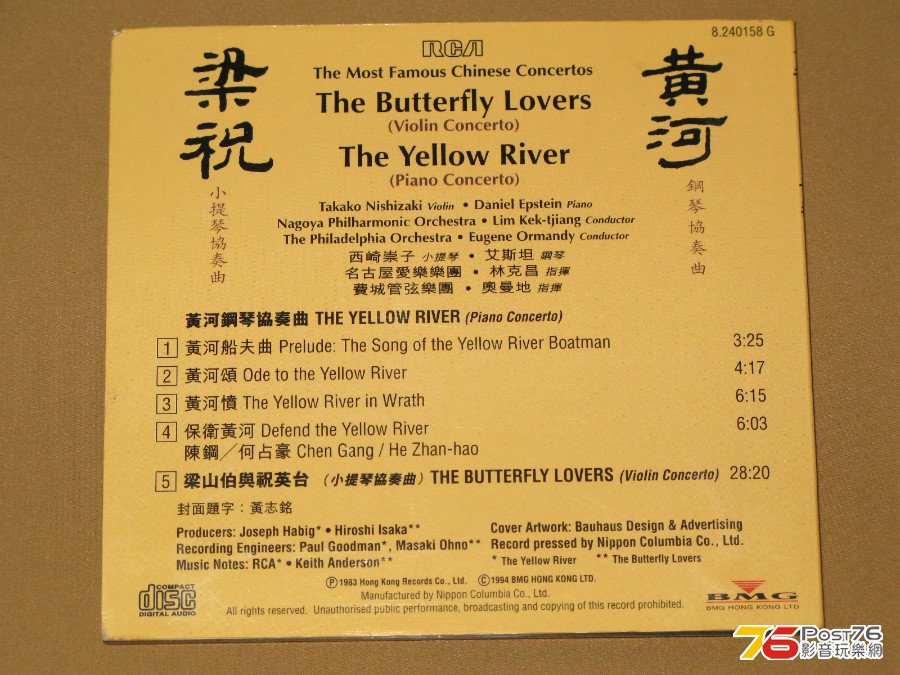 8.240158 G
RCA
The Most Famous Chinese Concertos
梁祝
小提琴協奏曲
The Butterfly Lovers
(Violin Concerto)
The Yellow River
(Piano Concerto)
黃河
鋼琴協奏曲
Takako Nishizaki Violin • Daniel Epstein Piano
Nagoya Philharmonic Orchestra • Lim Kek-tjiang Conductor
The Philadelphia Orchestra • Eugene Ormandy Conductor
西崎崇子 小提琴 • 艾斯坦 鋼琴
名古屋愛樂樂團 • 林克昌 指揮
費城管弦樂團 • 奧曼地 指揮
黃河鋼琴協奏曲 THE YELLOW RIVER (Piano Concerto)
1 黃河船夫曲 Prelude: The Song of the Yellow River Boatman 3:25
2 黃河頌 Ode to the Yellow River 4:17
3 黃河憤 The Yellow River in Wrath 6:15
4 保衛黃河 Defend the Yellow River 6:03
陳鋼／何占豪 Chen Gang / He Zhan-hao
5 梁山伯與祝英台 (小提琴協奏曲) THE BUTTERFLY LOVERS (Violin Concerto) 28:20
封面題字：黃志銘
Producers: Joseph Habig* • Hiroshi Isaka**
Recording Engineers: Paul Goodman*, Masaki Ohno**
Music Notes: RCA* • Keith Anderson**
Cover Artwork: Bauhaus Design & Advertising
Record pressed by Nippon Columbia Co., Ltd.
* The Yellow River ** The Butterfly Lovers
Ⓟ 1983 Hong Kong Records Co., Ltd. Ⓒ 1994 BMG HONG KONG LTD.
Manufactured by Nippon Columbia Co., Ltd.
All rights reserved. Unauthorised public performance, broadcasting and copying of this record prohibited.
COMPACT
disc
DIGITAL AUDIO
BMG
BMG HONG KONG LTD
76 Post76
影音玩樂網